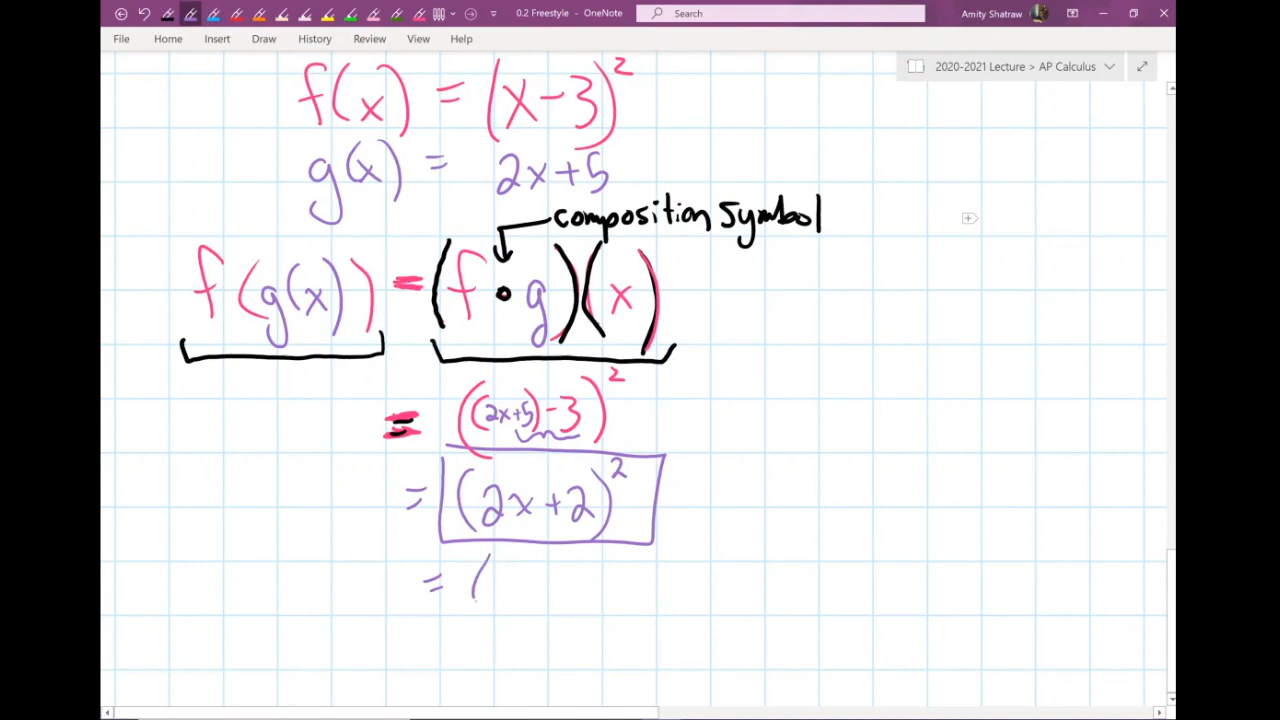 0.2 Freestyle - OneNote
Search
Amity Shatraw
File Home Insert Draw History Review View Help
2020-2021 Lecture > AP Calculus
f(x) = (x-3)²
g(x) = 2x+5
composition symbol
f(g(x)) = (f • g)(x)
= ((2x+5)-3)²
= (2x+2)²
= (